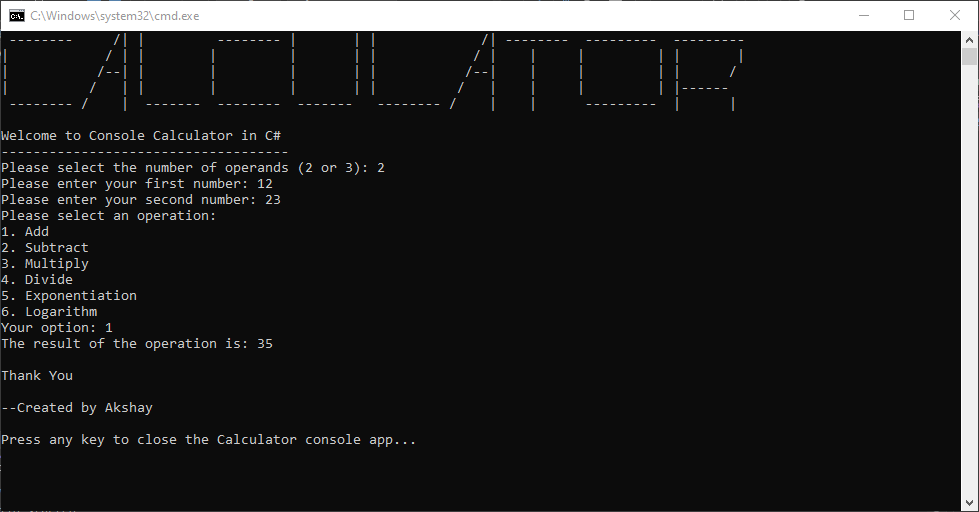 C:\Windows\system32\cmd.exe
CALCULATOR
Welcome to Console Calculator in C#
------------------------------------
Please select the number of operands (2 or 3): 2
Please enter your first number: 12
Please enter your second number: 23
Please select an operation:
1. Add
2. Subtract
3. Multiply
4. Divide
5. Exponentiation
6. Logarithm
Your option: 1
The result of the operation is: 35
Thank You
--Created by Akshay
Press any key to close the Calculator console app...